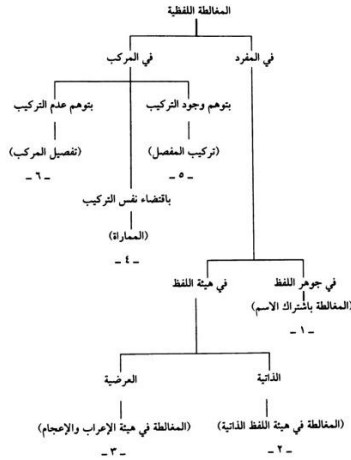 المغالطة اللفظية
في المفرد
في المركب
بتوهم وجود التركيب
بتوهم عدم التركيب
(تركيب المفصل)
(تفصيل المركب)
ـ ٥ ـ
ـ ٦ ـ
باقتضاء نفس التركيب
(المماراة)
ـ ٤ ـ
في جوهر اللفظ
في هيئة اللفظ
(المغالطة باشتراك الاسم)
ـ ١ ـ
الذاتية
العرضية
(المغالطة في هيئة اللفظ الذاتية)
(المغالطة في هيئة الإعراب والإعجام)
ـ ٢ ـ
ـ ٣ ـ